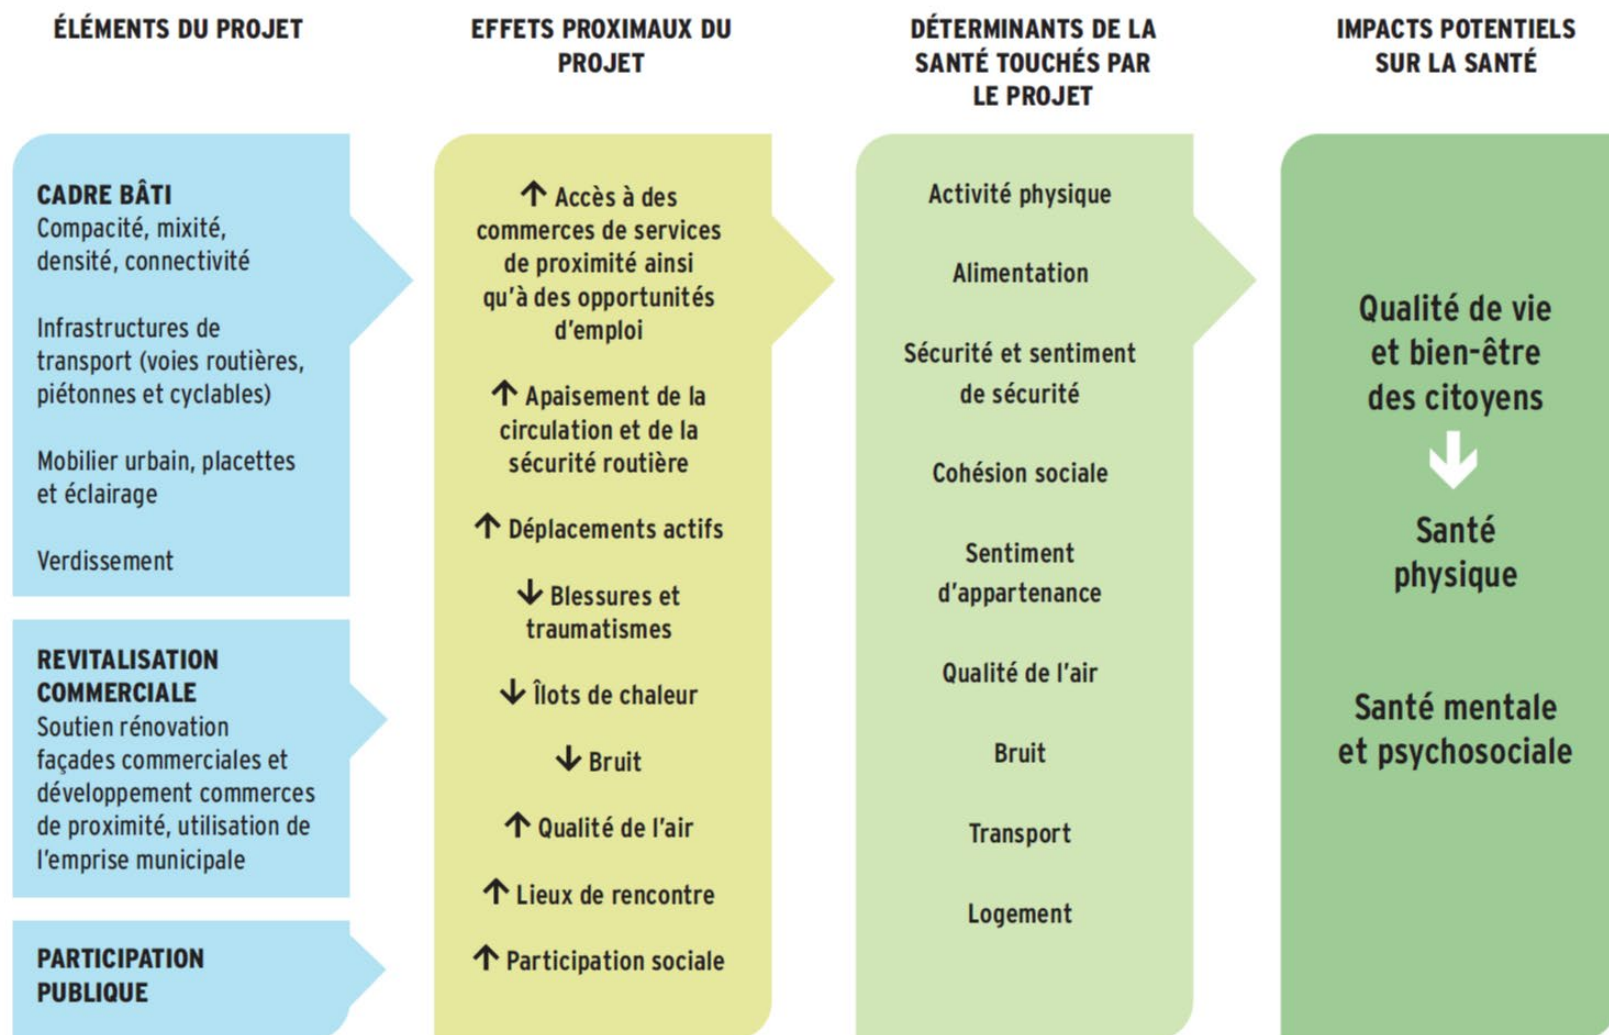 ÉLÉMENTS DU PROJET
EFFETS PROXIMAUX DU
PROJET
DÉTERMINANTS DE LA
SANTÉ TOUCHÉS PAR
LE PROJET
IMPACTS POTENTIELS
SUR LA SANTÉ
CADRE BÂTI
Compacité, mixité,
densité, connectivité
Infrastructures de
transport (voies routières,
piétonnes et cyclables)
Mobilier urbain, placettes
et éclairage
Verdissement
REVITALISATION
COMMERCIALE
Soutien rénovation
façades commerciales et
développement commerces
de proximité, utilisation de
l'emprise municipale
PARTICIPATION
PUBLIQUE
↑ Accès à des
commerces de services
de proximité ainsi
qu'à des opportunités
d'emploi
↑ Apaisement de la
circulation et de la
sécurité routière
↑ Déplacements actifs
↓ Blessures et
traumatismes
↓ Îlots de chaleur
↓ Bruit
↑ Qualité de l'air
↑ Lieux de rencontre
↑ Participation sociale
Activité physique
Alimentation
Sécurité et sentiment
de sécurité
Cohésion sociale
Sentiment
d'appartenance
Qualité de l'air
Bruit
Transport
Logement
Qualité de vie
et bien-être
des citoyens
↓
Santé
physique
Santé mentale
et psychosociale